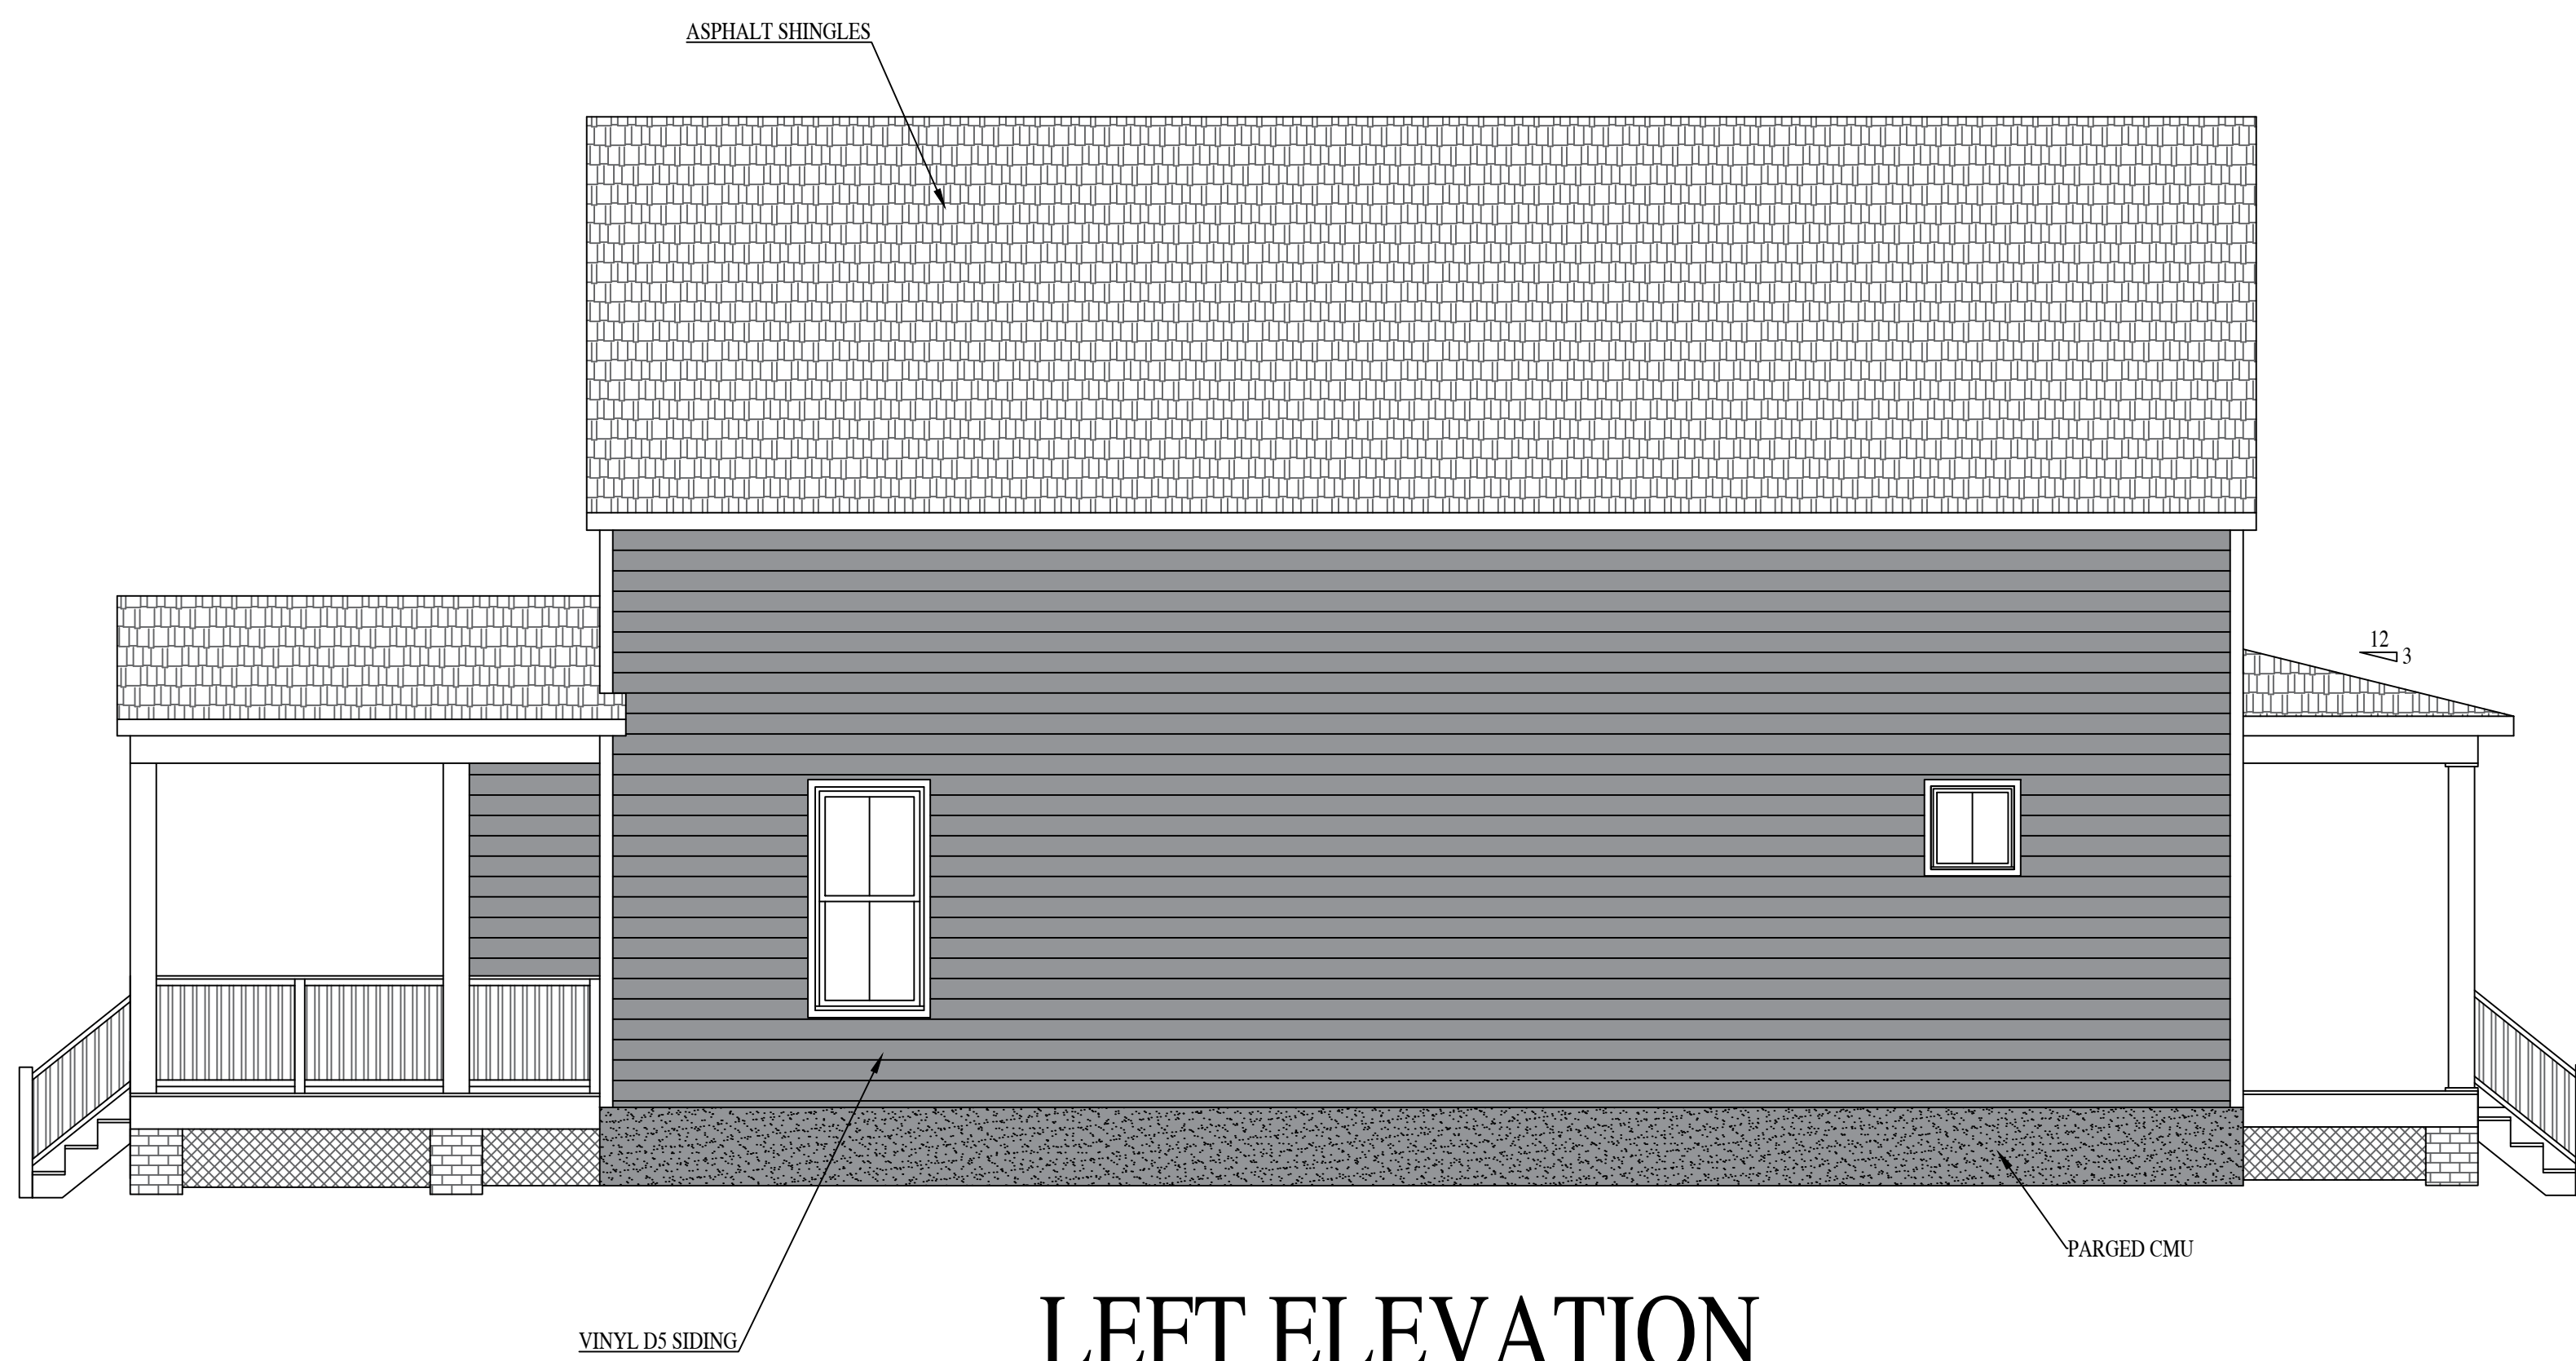 ASPHALT SHINGLES
12
3
PARGED CMU
VINYL D5 SIDING
LEFT ELEVATION